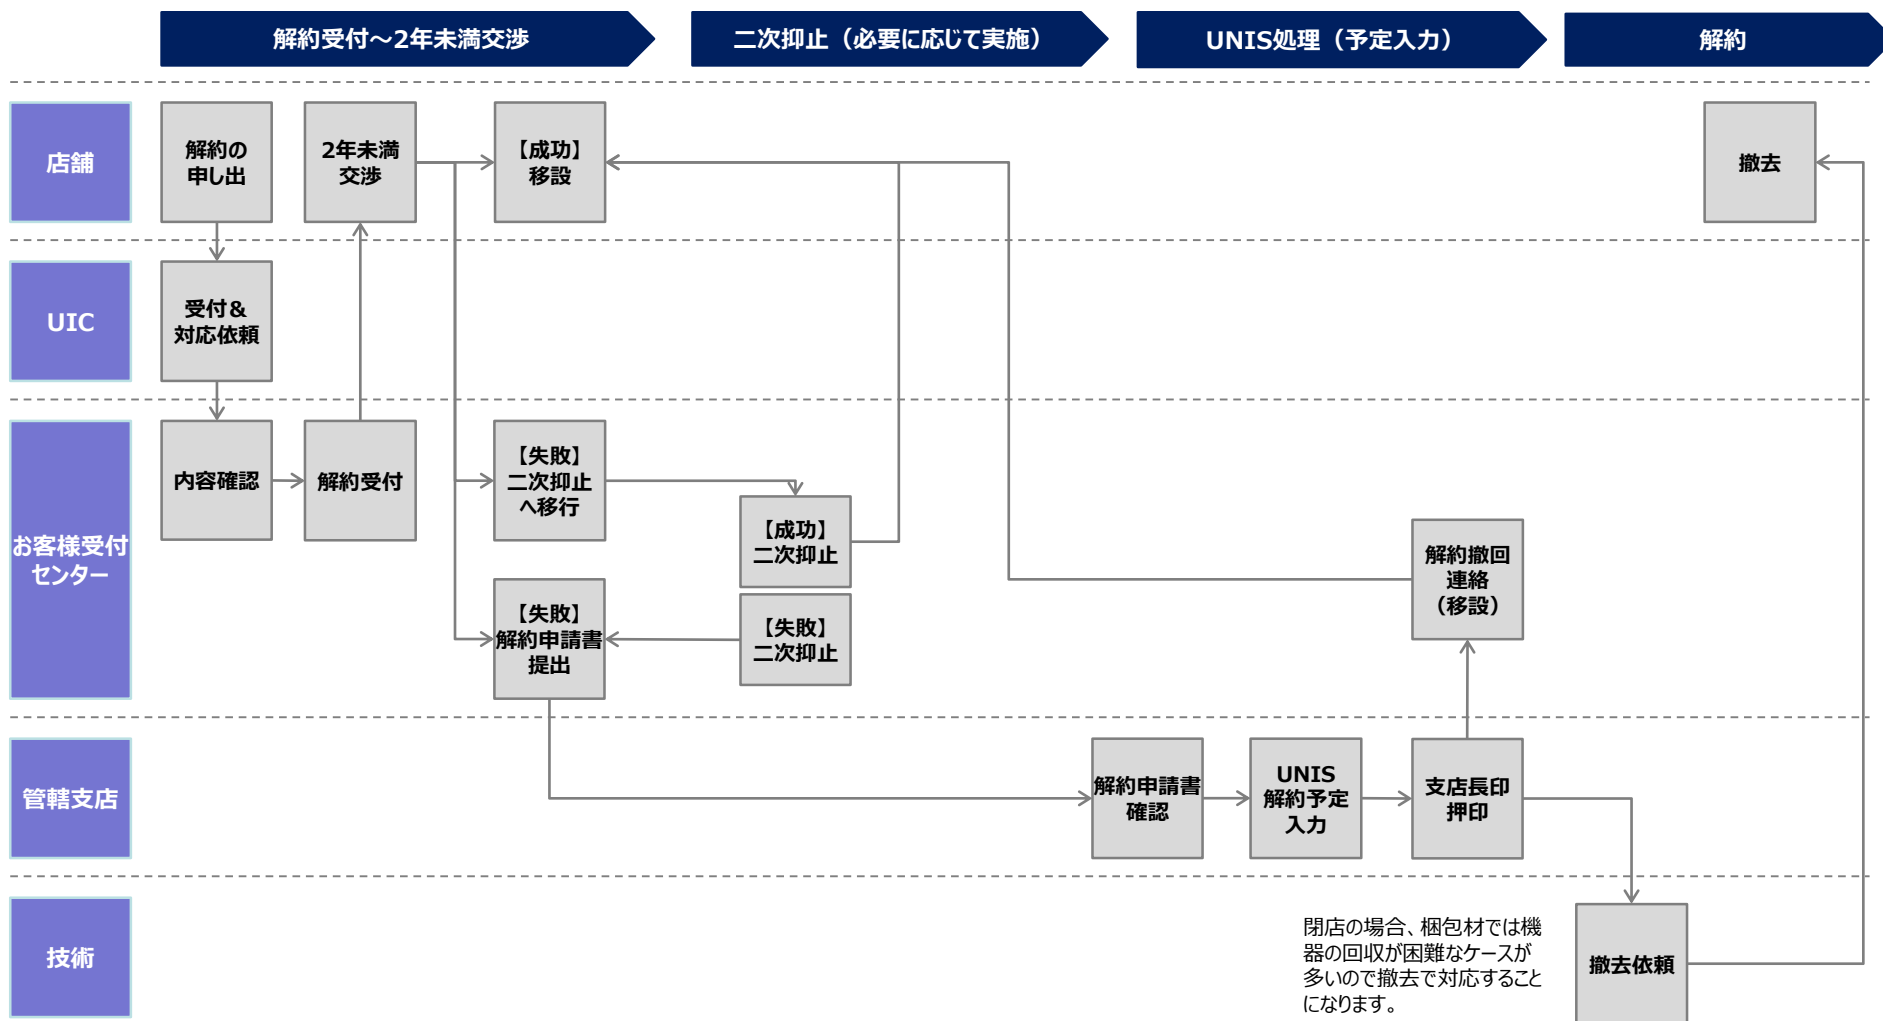 解約受付～2年未満交渉
二次抑止（必要に応じて実施）
UNIS処理（予定入力）
解約
店舗
解約の
申し出
2年未満
交渉
【成功】
移設
撤去
UIC
受付＆
対応依頼
お客様受付
センター
内容確認
解約受付
【失敗】
二次抑止
へ移行
【成功】
二次抑止
【失敗】
解約申請書
提出
【失敗】
二次抑止
解約撤回
連絡
（移設）
管轄支店
解約申請書
確認
UNIS
解約予定
入力
支店長印
押印
技術
閉店の場合、梱包材では機
器の回収が困難なケースが
多いので撤去で対応すること
になります。
撤去依頼